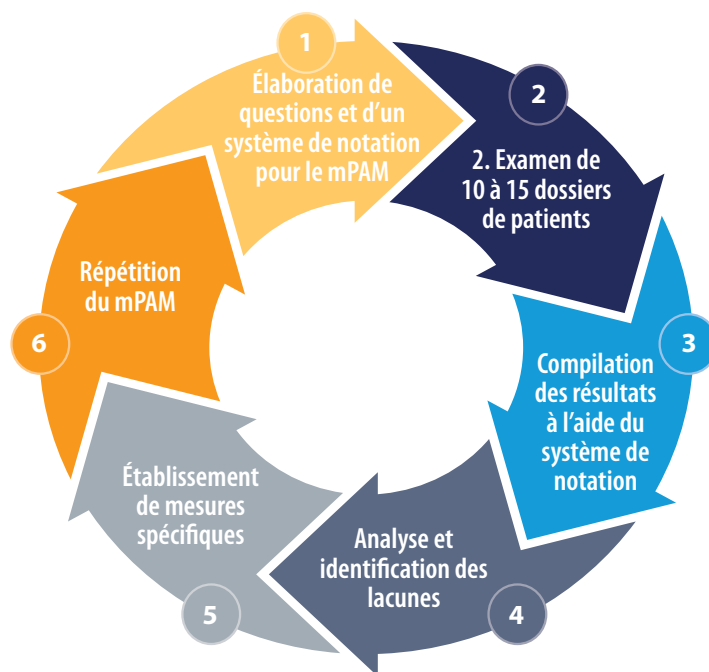 1
Élaboration de
questions et d'un
système de notation
pour le mPAM
2
2. Examen de
10 à 15 dossiers
de patients
3
Compilation
des résultats
à l'aide du
système de
notation
4
Analyse et
identification des
lacunes
5
Établissement
de mesures
spécifiques
6
Répétition
du mPAM